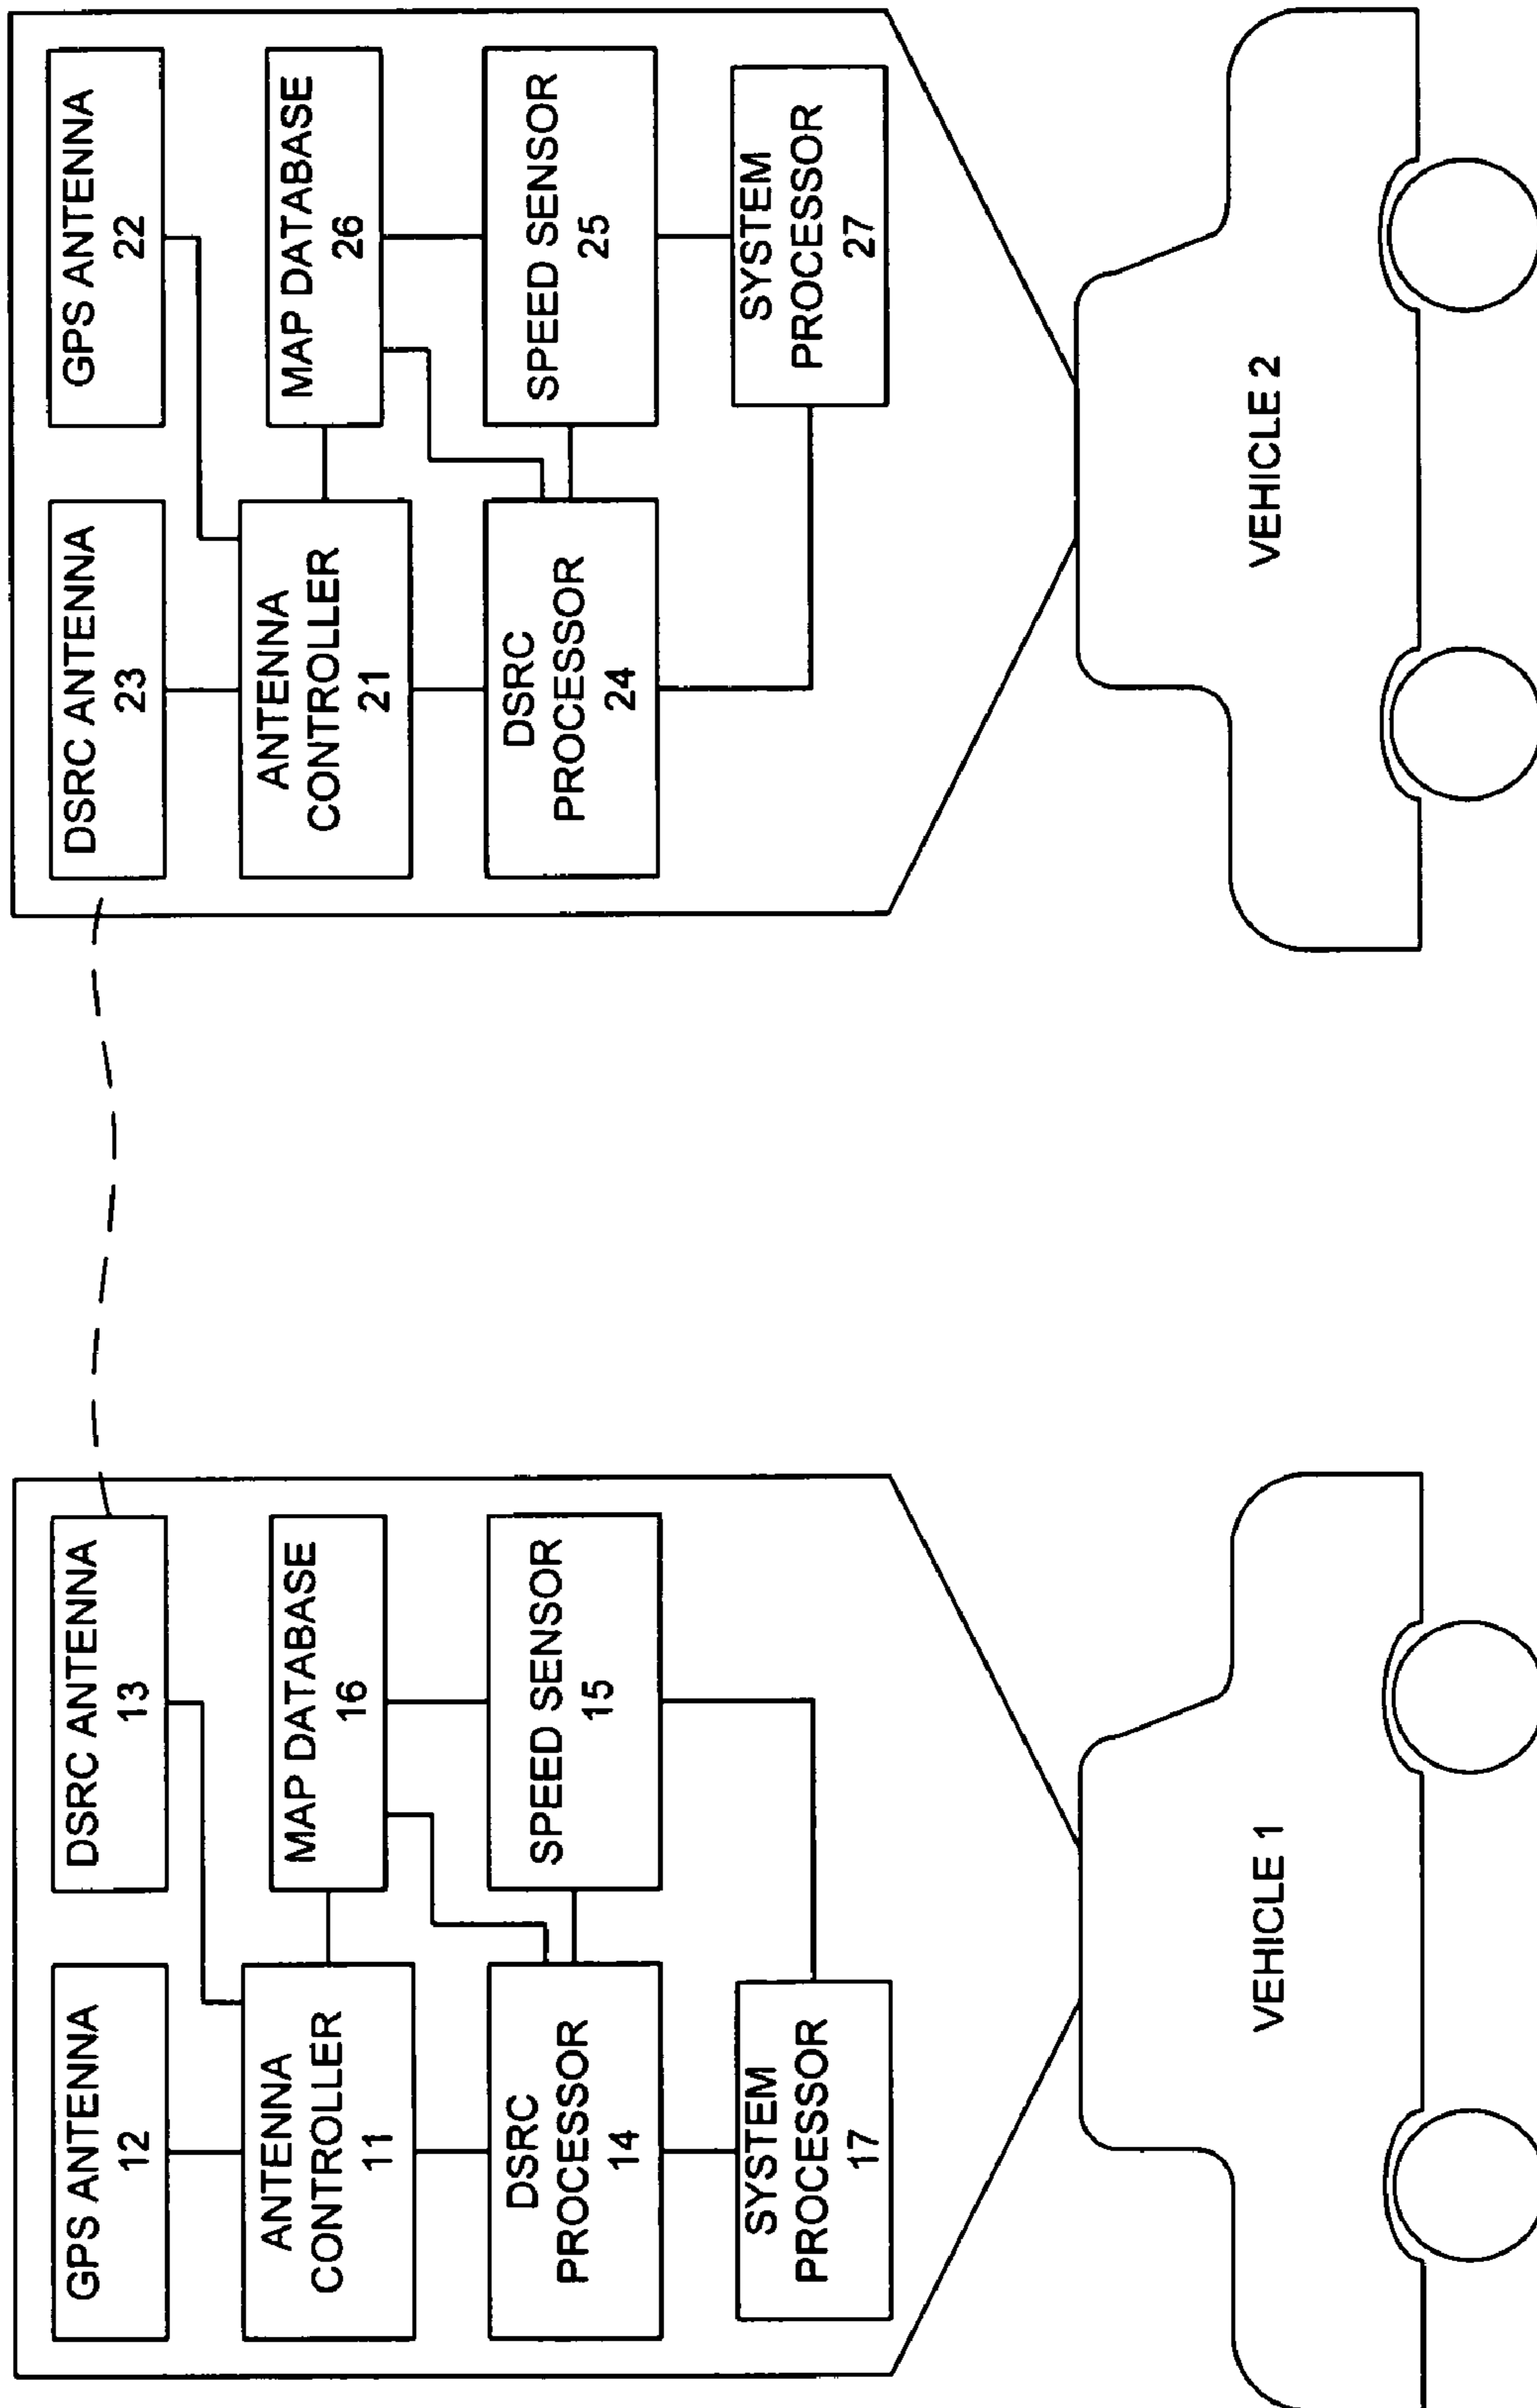 GPS ANTENNA
12
DSRC ANTENNA
13
ANTENNA
CONTROLLER
11
MAP DATABASE
16
DSRC
PROCESSOR
14
SPEED SENSOR
15
SYSTEM
PROCESSOR
17
VEHICLE 1
DSRC ANTENNA
23
GPS ANTENNA
22
ANTENNA
CONTROLLER
21
MAP DATABASE
26
DSRC
PROCESSOR
24
SPEED SENSOR
25
SYSTEM
PROCESSOR
27
VEHICLE 2